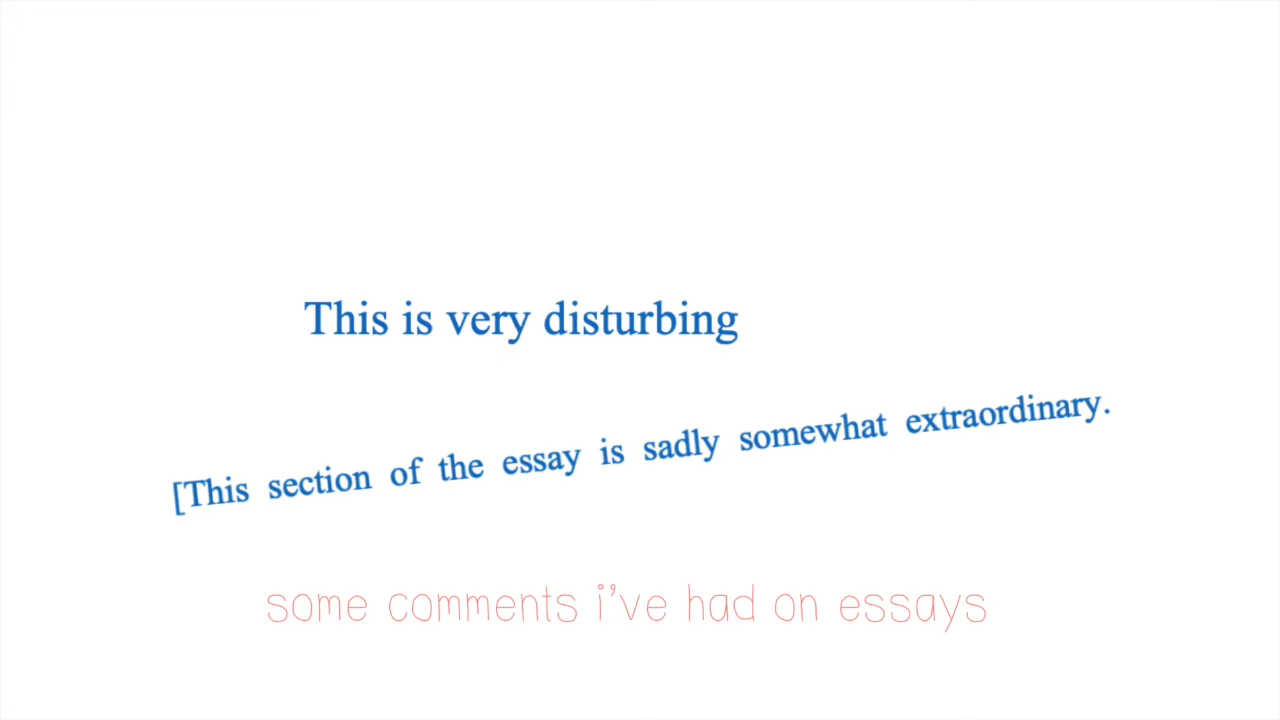 This is very disturbing
[This section of the essay is sadly somewhat extraordinary.
some comments i've had on essays